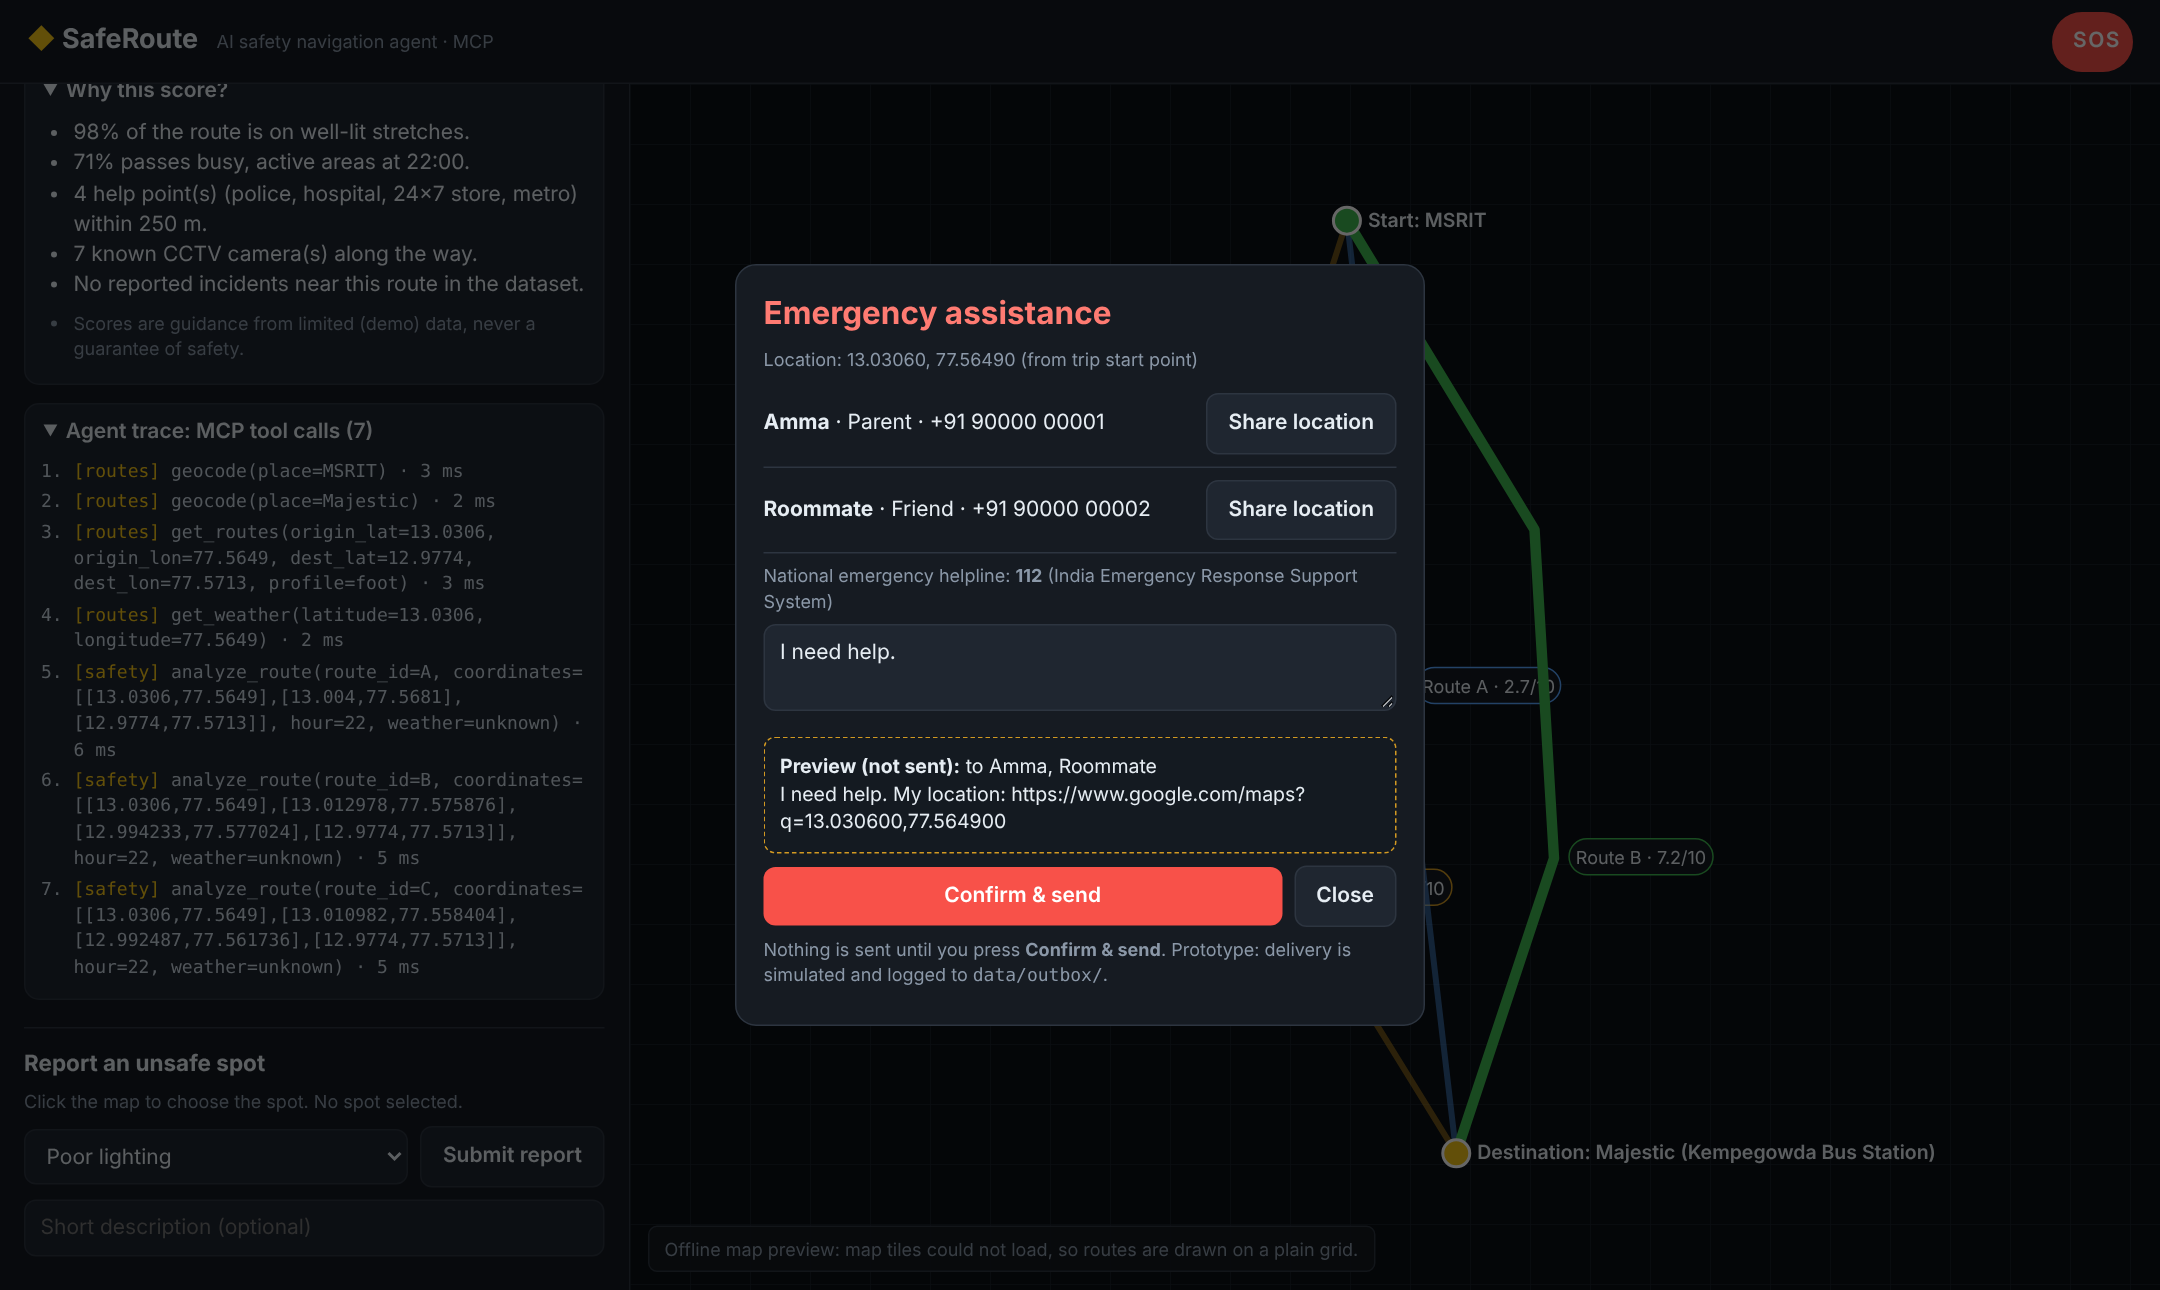 SafeRoute AI safety navigation agent · MCP
SOS
▼ Why this score?
• 98% of the route is on well-lit stretches.
• 71% passes busy, active areas at 22:00.
• 4 help point(s) (police, hospital, 24×7 store, metro)
within 250 m.
• 7 known CCTV camera(s) along the way.
• No reported incidents near this route in the dataset.
• Scores are guidance from limited (demo) data, never a
guarantee of safety.
▼ Agent trace: MCP tool calls (7)
1. [routes] geocode(place=MSRIT) · 3 ms
2. [routes] geocode(place=Majestic) · 2 ms
3. [routes] get_routes(origin_lat=13.0306,
origin_lon=77.5649, dest_lat=12.9774,
dest_lon=77.5713, profile=foot) · 3 ms
4. [routes] get_weather(latitude=13.0306,
longitude=77.5649) · 2 ms
5. [safety] analyze_route(route_id=A, coordinates=
[[13.0306,77.5649],[13.004,77.5681],
[12.9774,77.5713]], hour=22, weather=unknown) ·
6 ms
6. [safety] analyze_route(route_id=B, coordinates=
[[13.0306,77.5649],[13.012978,77.575876],
[12.994233,77.577024],[12.9774,77.5713]],
hour=22, weather=unknown) · 5 ms
7. [safety] analyze_route(route_id=C, coordinates=
[[13.0306,77.5649],[13.010982,77.558404],
[12.992487,77.561736],[12.9774,77.5713]],
hour=22, weather=unknown) · 5 ms
Report an unsafe spot
Click the map to choose the spot. No spot selected.
Poor lighting
Submit report
Short description (optional)
Start: MSRIT
Emergency assistance
Location: 13.03060, 77.56490 (from trip start point)
Amma · Parent · +91 90000 00001
Share location
Roommate · Friend · +91 90000 00002
Share location
National emergency helpline: 112 (India Emergency Response Support
System)
I need help.
Preview (not sent): to Amma, Roommate
I need help. My location: https://www.google.com/maps?
q=13.030600,77.564900
Confirm & send
Close
Nothing is sent until you press Confirm & send. Prototype: delivery is
simulated and logged to data/outbox/.
Route A · 2.7/10
Route B · 7.2/10
10
Destination: Majestic (Kempegowda Bus Station)
Offline map preview: map tiles could not load, so routes are drawn on a plain grid.